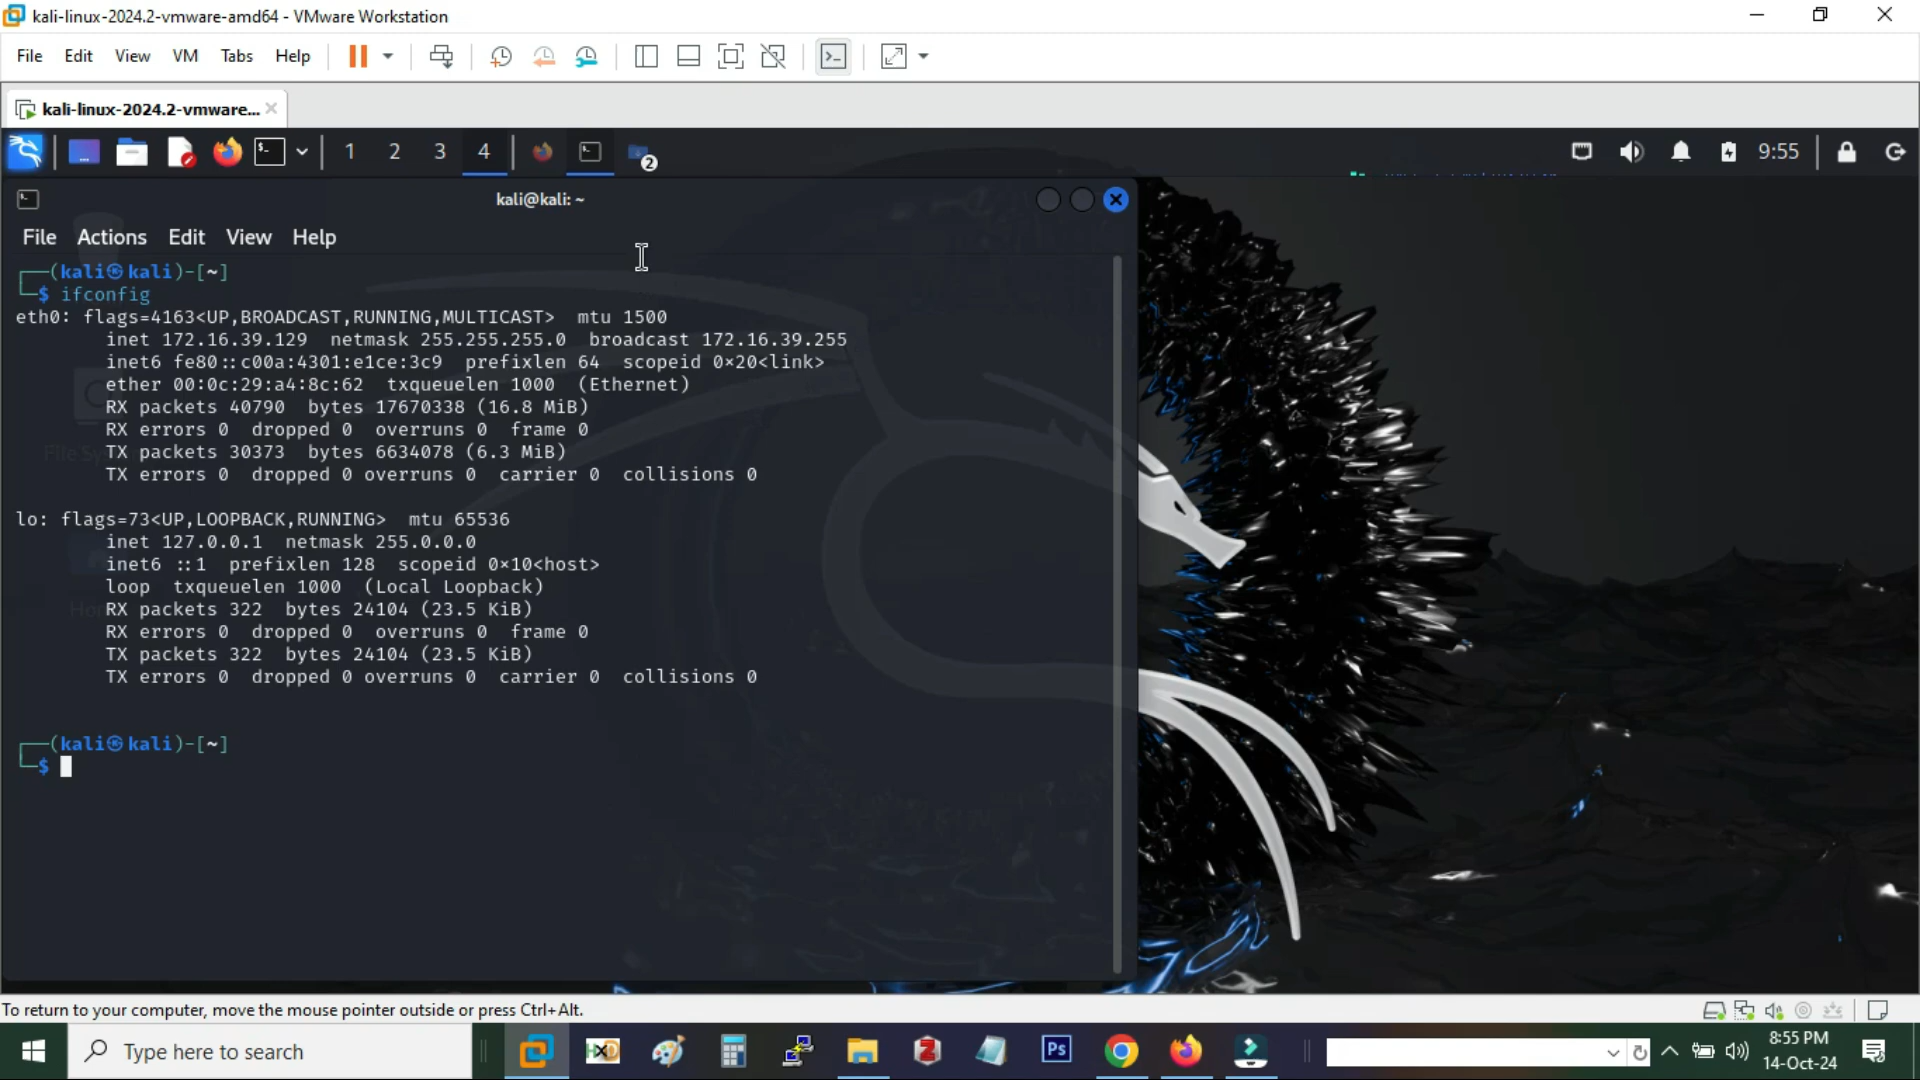 kali-linux-2024.2-vmware-amd64 - VMware Workstation
File Edit View VM Tabs Help
kali-linux-2024.2-vmware...
1 2 3 4 2 9:55
kali@kali: ~
File Actions Edit View Help
┌──(kali㉿kali)-[~]
└─$ ifconfig
eth0: flags=4163<UP,BROADCAST,RUNNING,MULTICAST>  mtu 1500
inet 172.16.39.129  netmask 255.255.255.0  broadcast 172.16.39.255
inet6 fe80::c00a:4301:e1ce:3c9  prefixlen 64  scopeid 0×20<link>
ether 00:0c:29:a4:8c:62  txqueuelen 1000  (Ethernet)
RX packets 40790  bytes 17670338 (16.8 MiB)
RX errors 0  dropped 0  overruns 0  frame 0
TX packets 30373  bytes 6634078 (6.3 MiB)
TX errors 0  dropped 0 overruns 0  carrier 0  collisions 0
lo: flags=73<UP,LOOPBACK,RUNNING>  mtu 65536
inet 127.0.0.1  netmask 255.0.0.0
inet6 ::1  prefixlen 128  scopeid 0×10<host>
loop  txqueuelen 1000  (Local Loopback)
RX packets 322  bytes 24104 (23.5 KiB)
RX errors 0  dropped 0  overruns 0  frame 0
TX packets 322  bytes 24104 (23.5 KiB)
TX errors 0  dropped 0 overruns 0  carrier 0  collisions 0
┌──(kali㉿kali)-[~]
└─$
To return to your computer, move the mouse pointer outside or press Ctrl+Alt.
Type here to search
HXD
Ps
8:55 PM
14-Oct-24